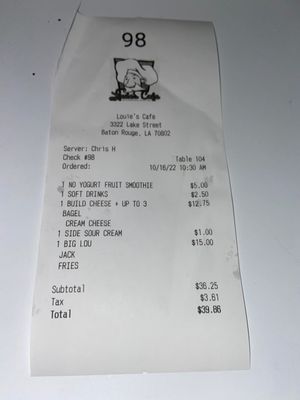 98
Louie's Cafe
3322 Lake Street
Baton Rouge, LA 70802
Server: Chris H
Check #98 Table 104
Ordered: 10/16/22 10:30 AM
1 NO YOGURT FRUIT SMOOTHIE $5.00
1 SOFT DRINKS $2.50
1 BUILD CHEESE + UP TO 3 $12.75
BAGEL
CREAM CHEESE
1 SIDE SOUR CREAM $1.00
1 BIG LOU $15.00
JACK
FRIES
Subtotal $36.25
Tax $3.61
Total $39.86